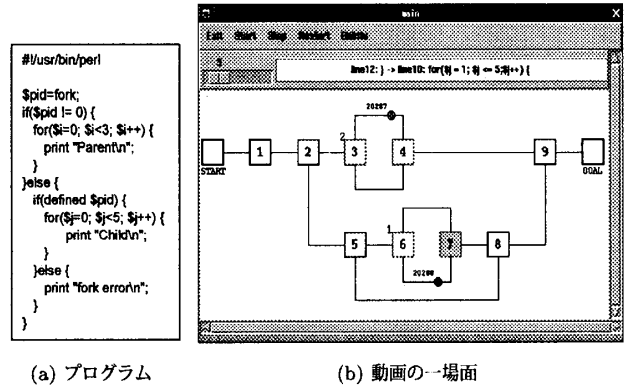 #!/usr/bin/perl
$pid=fork;
if($pid != 0) {
for($i=0; $i<3; $i++) {
print "Parent\n";
}
}else {
if(defined $pid) {
for($j=0; $j<5; $j++) {
print "Child\n";
}
}else {
print "fork error\n";
}
}
(a) プログラム
main
X
Exit Start Stop Restart
5
line12: } -> line10: for($j = 1; $j <= 5;$j++) {
20287
START
1
2
2
3
4
9
GOAL
5
1
6
7
8
20288
(b) 動画の一場面